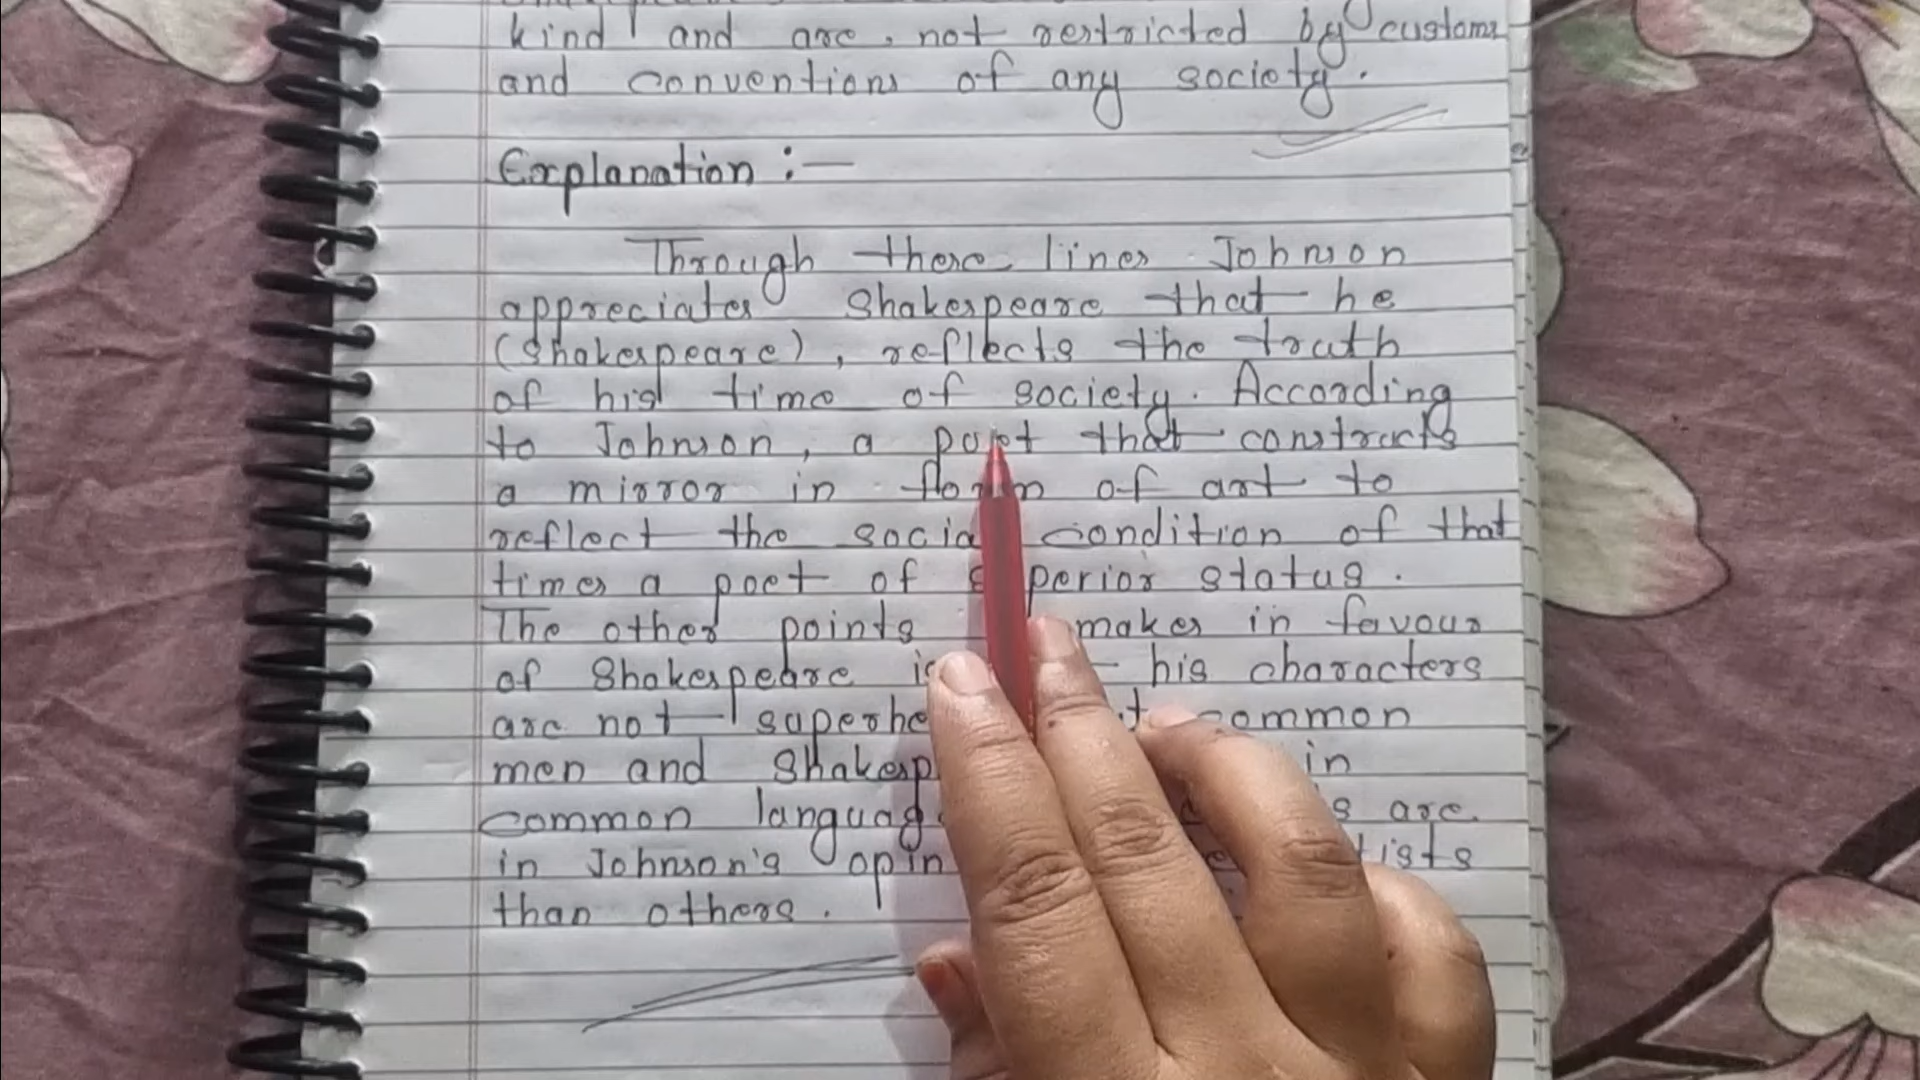 kind and are not restricted by customs
and conventions of any society.
Explanation :—
Through these lines Johnson
appreciates Shakespeare that he
(Shakespeare), reflects the truth
of his time of society. According
to Johnson, a poet that constructs
a mirror in form of art to
reflect the social condition of that
times a poet of superior status.
The other points makes in favour
of Shakespeare his characters
are not common
men and in
common are
in Johnson's
than others.